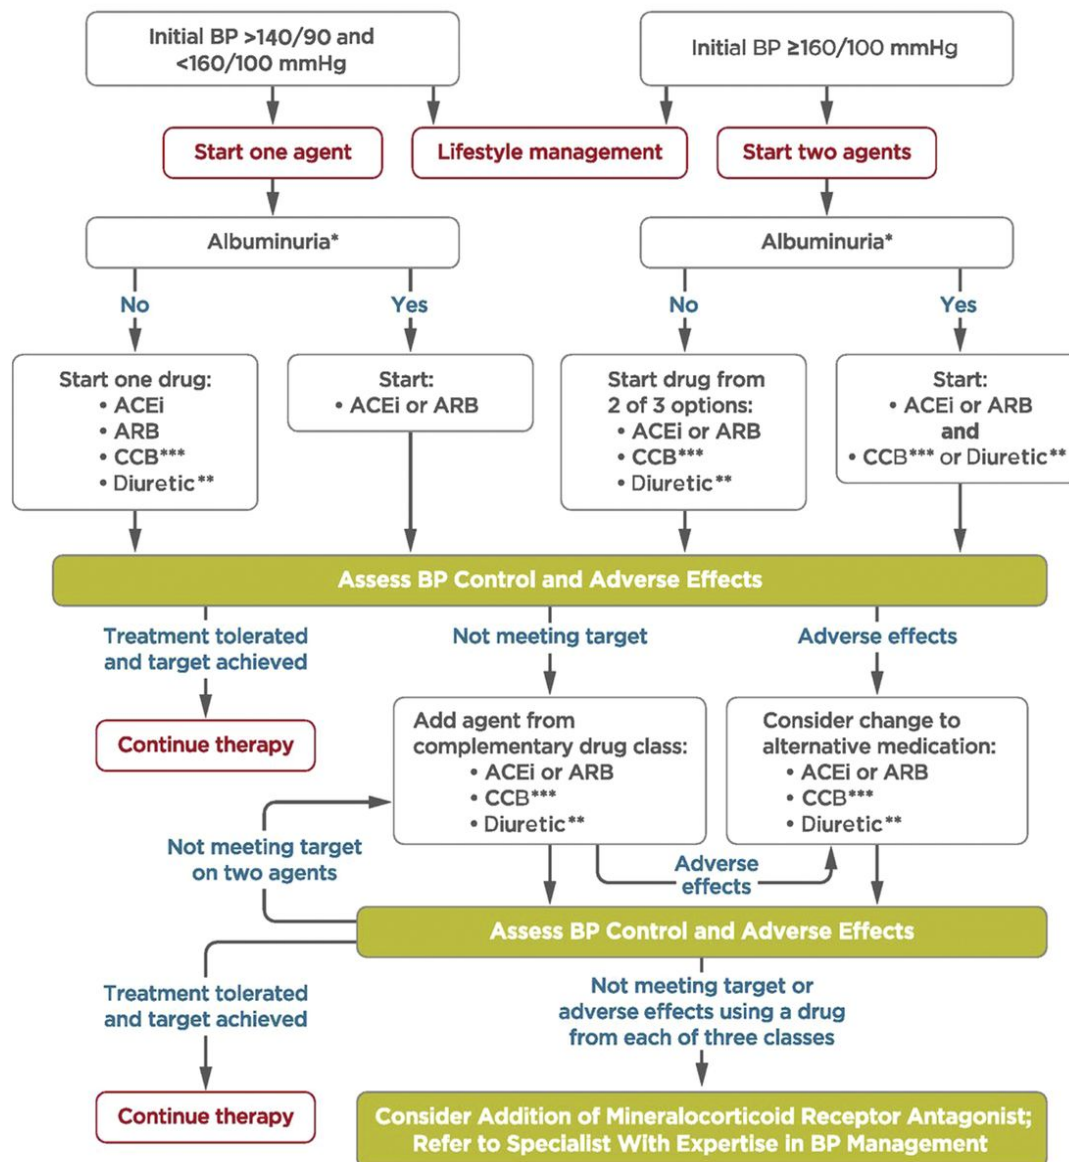 Initial BP >140/90 and
<160/100 mmHg
Initial BP ≥160/100 mmHg
Start one agent
Lifestyle management
Start two agents
Albuminuria*
Albuminuria*
No
Yes
No
Yes
Start one drug:
• ACEi
• ARB
• CCB***
• Diuretic**
Start:
• ACEi or ARB
Start drug from
2 of 3 options:
• ACEi or ARB
• CCB***
• Diuretic**
Start:
• ACEi or ARB
and
• CCB*** or Diuretic**
Assess BP Control and Adverse Effects
Treatment tolerated
and target achieved
Not meeting target
Adverse effects
Continue therapy
Add agent from
complementary drug class:
• ACEi or ARB
• CCB***
• Diuretic**
Consider change to
alternative medication:
• ACEi or ARB
• CCB***
• Diuretic**
Not meeting target
on two agents
Adverse
effects
Assess BP Control and Adverse Effects
Treatment tolerated
and target achieved
Not meeting target or
adverse effects using a drug
from each of three classes
Continue therapy
Consider Addition of Mineralocorticoid Receptor Antagonist;
Refer to Specialist With Expertise in BP Management